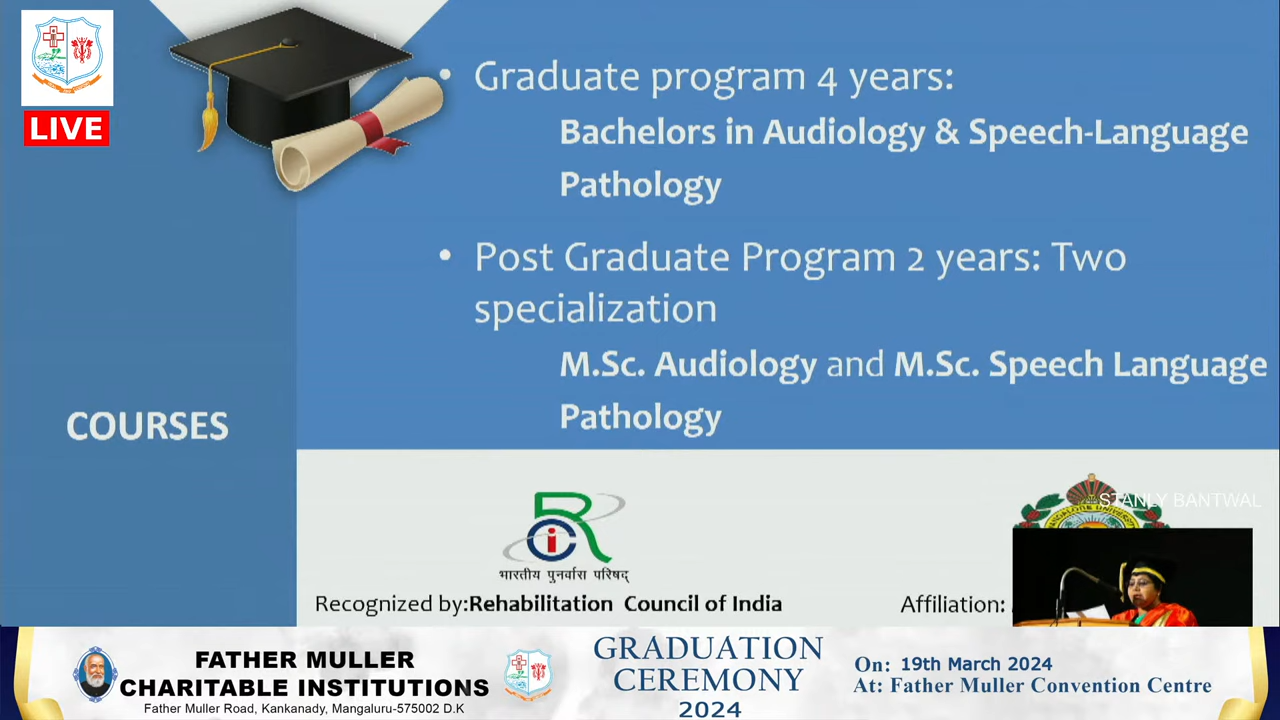 LIVE
• Graduate program 4 years:
Bachelors in Audiology & Speech-Language
Pathology
• Post Graduate Program 2 years: Two
specialization
M.Sc. Audiology and M.Sc. Speech Language
Pathology
COURSES
STANLY BANTWAL
भारतीय पुनर्वास परिषद्
Recognized by:Rehabilitation Council of India
Affiliation:
FATHER MULLER
CHARITABLE INSTITUTIONS
Father Muller Road, Kankanady, Mangaluru-575002 D.K
GRADUATION
CEREMONY
2024
On: 19th March 2024
At: Father Muller Convention Centre